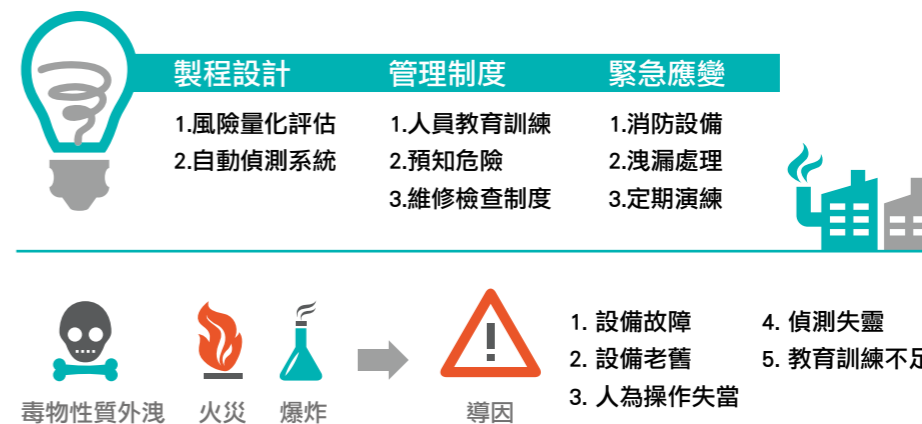 製程設計
1.風險量化評估
2.自動偵測系統
管理制度
1.人員教育訓練
2.預知危險
3.維修檢查制度
緊急應變
1.消防設備
2.洩漏處理
3.定期演練
毒物性質外洩
火災
爆炸
導因
1. 設備故障
2. 設備老舊
3. 人為操作失當
4. 偵測失靈
5. 教育訓練不足